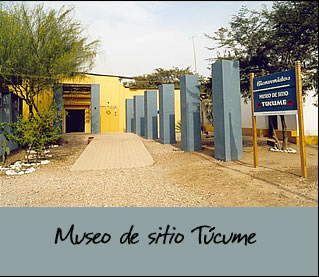 Bienvenidos
MUSEO DE SITIO
TUCUME
Museo de sitio Túcume